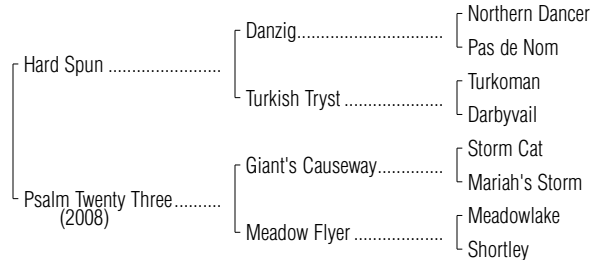 Northern Dancer
Danzig.............................
Pas de Nom
Hard Spun ........................
Turkoman
Turkish Tryst .....................
Darbyvail
Storm Cat
Giant's Causeway..............
Mariah's Storm
Psalm Twenty Three..........
(2008)
Meadowlake
Meadow Flyer ...................
Shortley